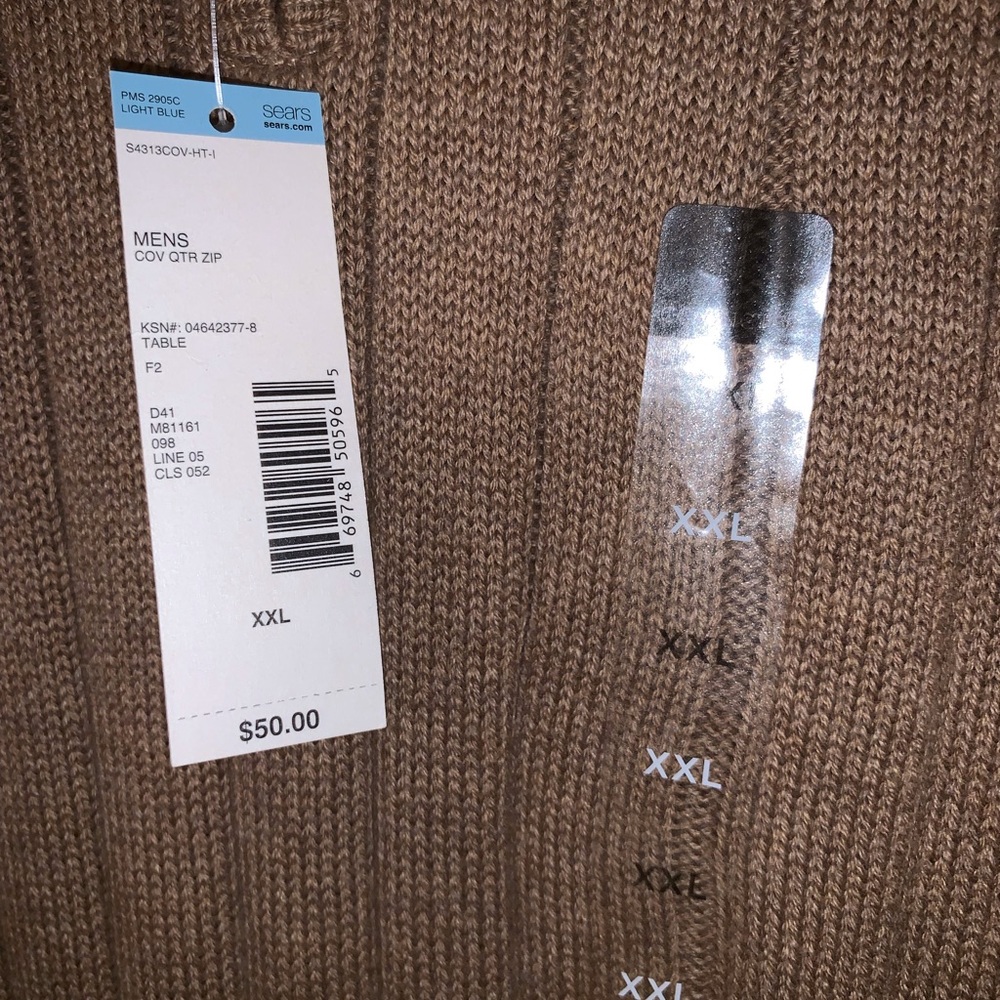 PMS 2905C
LIGHT BLUE
sears
sears.com
S4313COV-HT-I
MENS
COV QTR ZIP
KSN#: 04642377-8
TABLE
F2
D41
M81161
098
LINE 05
CLS 052
6 69748 50596 5
XXL
$50.00
XXL
XXL
XXL
XXL
XXL